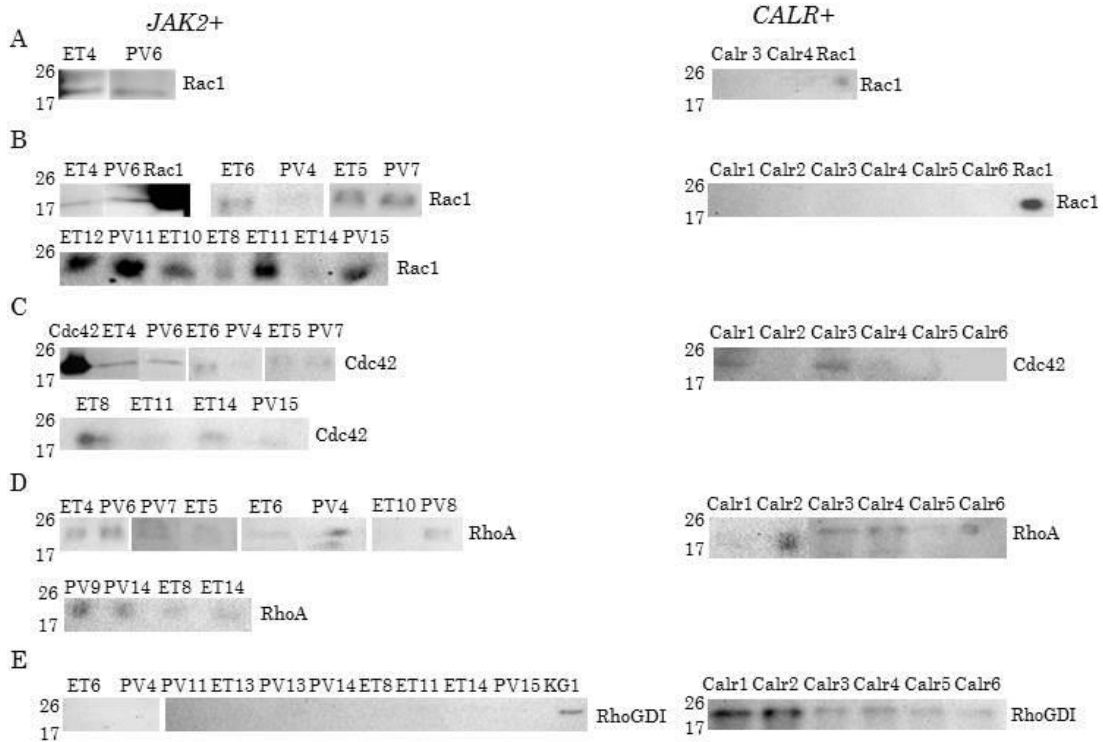 JAK2+ CALR+
A
ET4 PV6 Calr 3 Calr4 Rac1
26 26
Rac1 Rac1
17 17
B
ET4 PV6 Rac1 ET6 PV4 ET5 PV7 Calr1 Calr2 Calr3 Calr4 Calr5 Calr6 Rac1
26 26
Rac1 Rac1
17 17
ET12 PV11 ET10 ET8 ET11 ET14 PV15
26
Rac1
17
C
Cdc42 ET4 PV6 ET6 PV4 ET5 PV7 Calr1 Calr2 Calr3 Calr4 Calr5 Calr6
26 26
Cdc42 Cdc42
17 17
ET8 ET11 ET14 PV15
26
Cdc42
17
D
ET4 PV6 PV7 ET5 ET6 PV4 ET10 PV8 Calr1 Calr2 Calr3 Calr4 Calr5 Calr6
26 26
RhoA RhoA
17 17
PV9 PV14 ET8 ET14
26
RhoA
17
E
ET6 PV4 PV11 ET13 PV13 PV14 ET8 ET11 ET14 PV15 KG1 Calr1 Calr2 Calr3 Calr4 Calr5 Calr6
26 26
RhoGDI RhoGDI
17 17